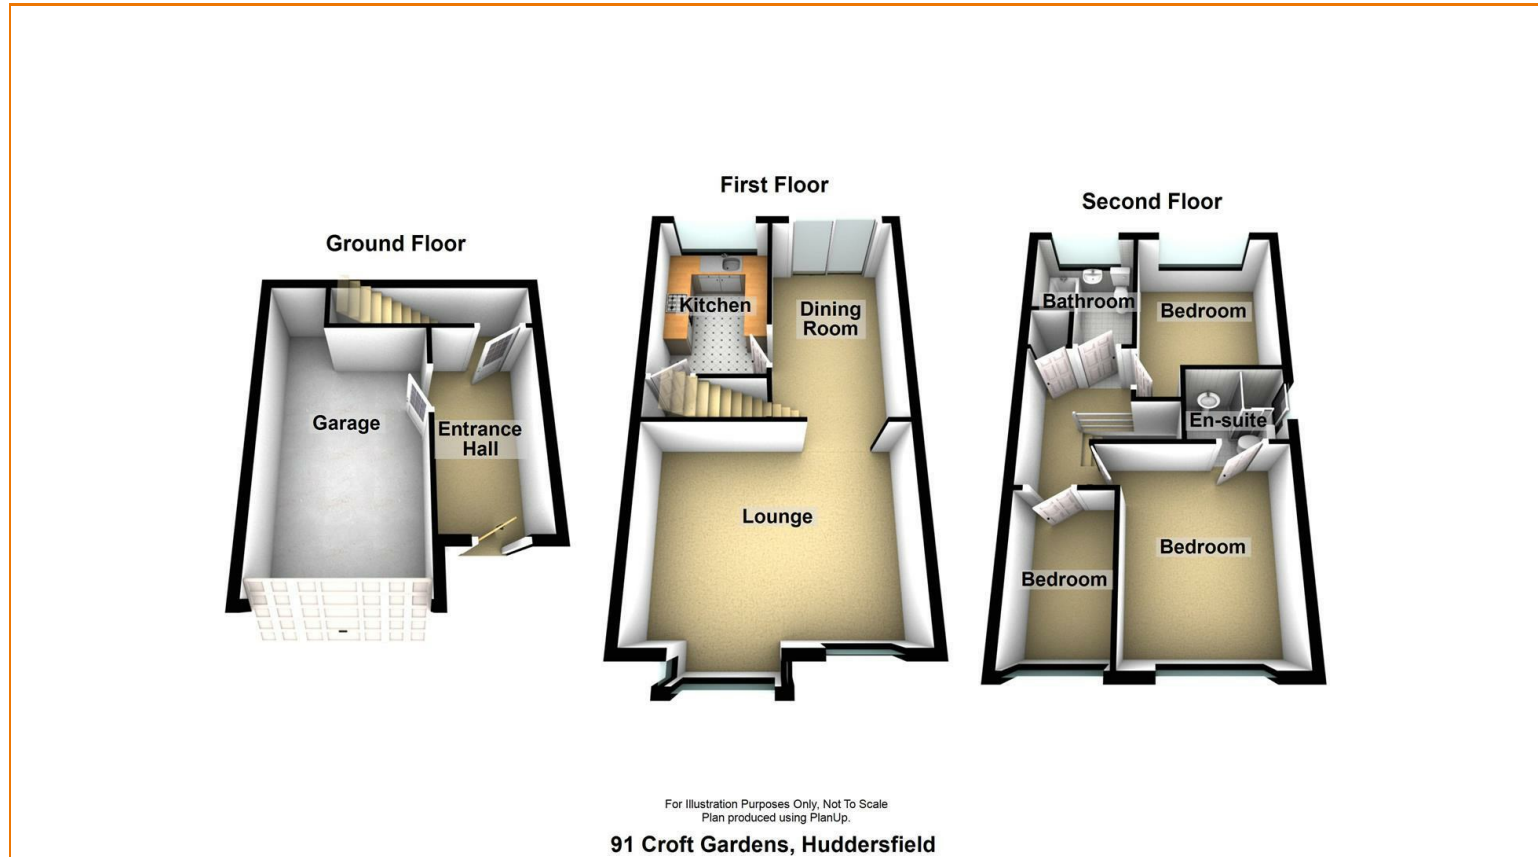 First Floor
Second Floor
Ground Floor
Kitchen
Dining
Room
Bathroom
Bedroom
Garage
Entrance
Hall
En-suite
Lounge
Bedroom
Bedroom
For Illustration Purposes Only, Not To Scale
Plan produced using PlanUp.
91 Croft Gardens, Huddersfield